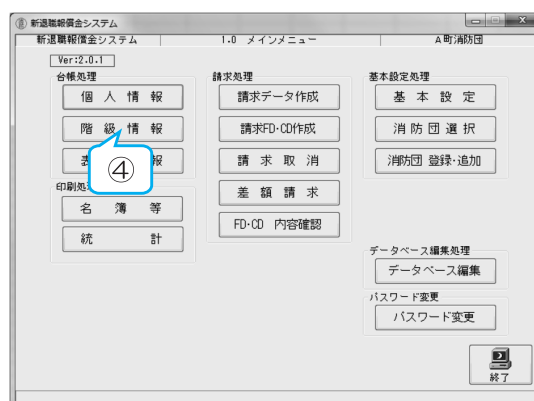 新退職報償金システム
新退職報償金システム 1.0 メインメニュー A町消防団
Ver:2.0.1
台帳処理
個人情報
階級情報
表 報
④
印刷処
名簿等
統計
請求処理
請求データ作成
請求FD・CD作成
請求取消
差額請求
FD・CD 内容確認
基本設定処理
基本設定
消防団選択
消防団 登録・追加
データベース編集処理
データベース編集
パスワード変更
パスワード変更
終了